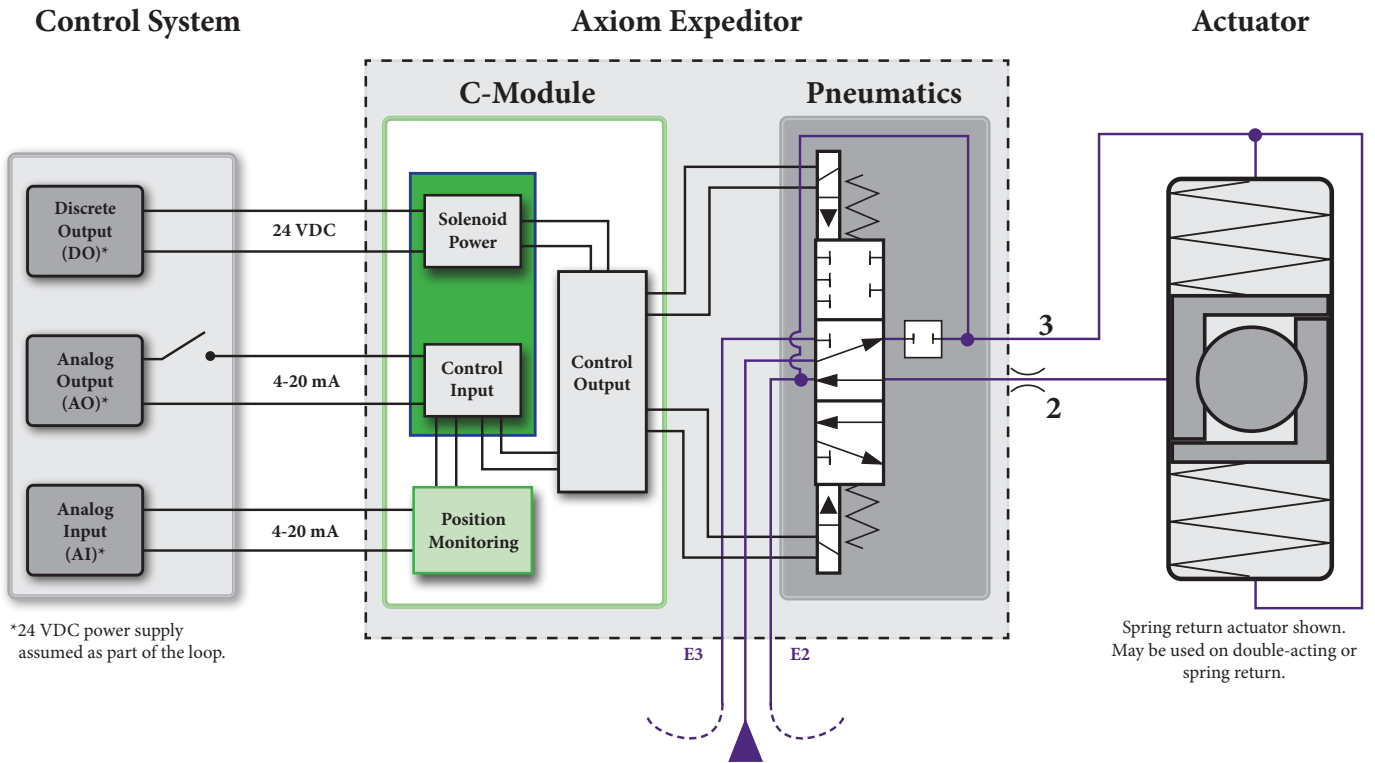 Control System
Axiom Expeditor
Actuator
C-Module
Pneumatics
Discrete
Output
(DO)*
24 VDC
Solenoid
Power
Analog
Output
(AO)*
4-20 mA
Control
Input
Control
Output
3
2
Analog
Input
(AI)*
4-20 mA
Position
Monitoring
*24 VDC power supply
assumed as part of the loop.
E3
E2
Spring return actuator shown.
May be used on double-acting or
spring return.